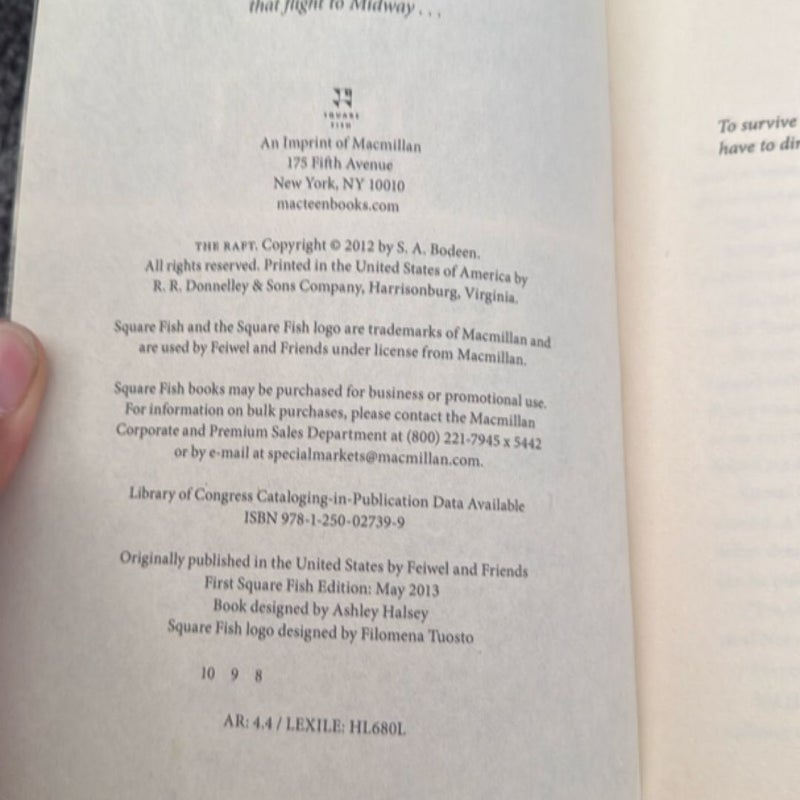 that flight to Midway . . .
SQUARE
FISH
An Imprint of Macmillan
175 Fifth Avenue
New York, NY 10010
macteenbooks.com
THE RAFT. Copyright © 2012 by S. A. Bodeen.
All rights reserved. Printed in the United States of America by
R. R. Donnelley & Sons Company, Harrisonburg, Virginia.
Square Fish and the Square Fish logo are trademarks of Macmillan and
are used by Feiwel and Friends under license from Macmillan.
Square Fish books may be purchased for business or promotional use.
For information on bulk purchases, please contact the Macmillan
Corporate and Premium Sales Department at (800) 221-7945 x 5442
or by e-mail at specialmarkets@macmillan.com.
Library of Congress Cataloging-in-Publication Data Available
ISBN 978-1-250-02739-9
Originally published in the United States by Feiwel and Friends
First Square Fish Edition: May 2013
Book designed by Ashley Halsey
Square Fish logo designed by Filomena Tuosto
10 9 8
AR: 4.4 / LEXILE: HL680L
To survive
have to